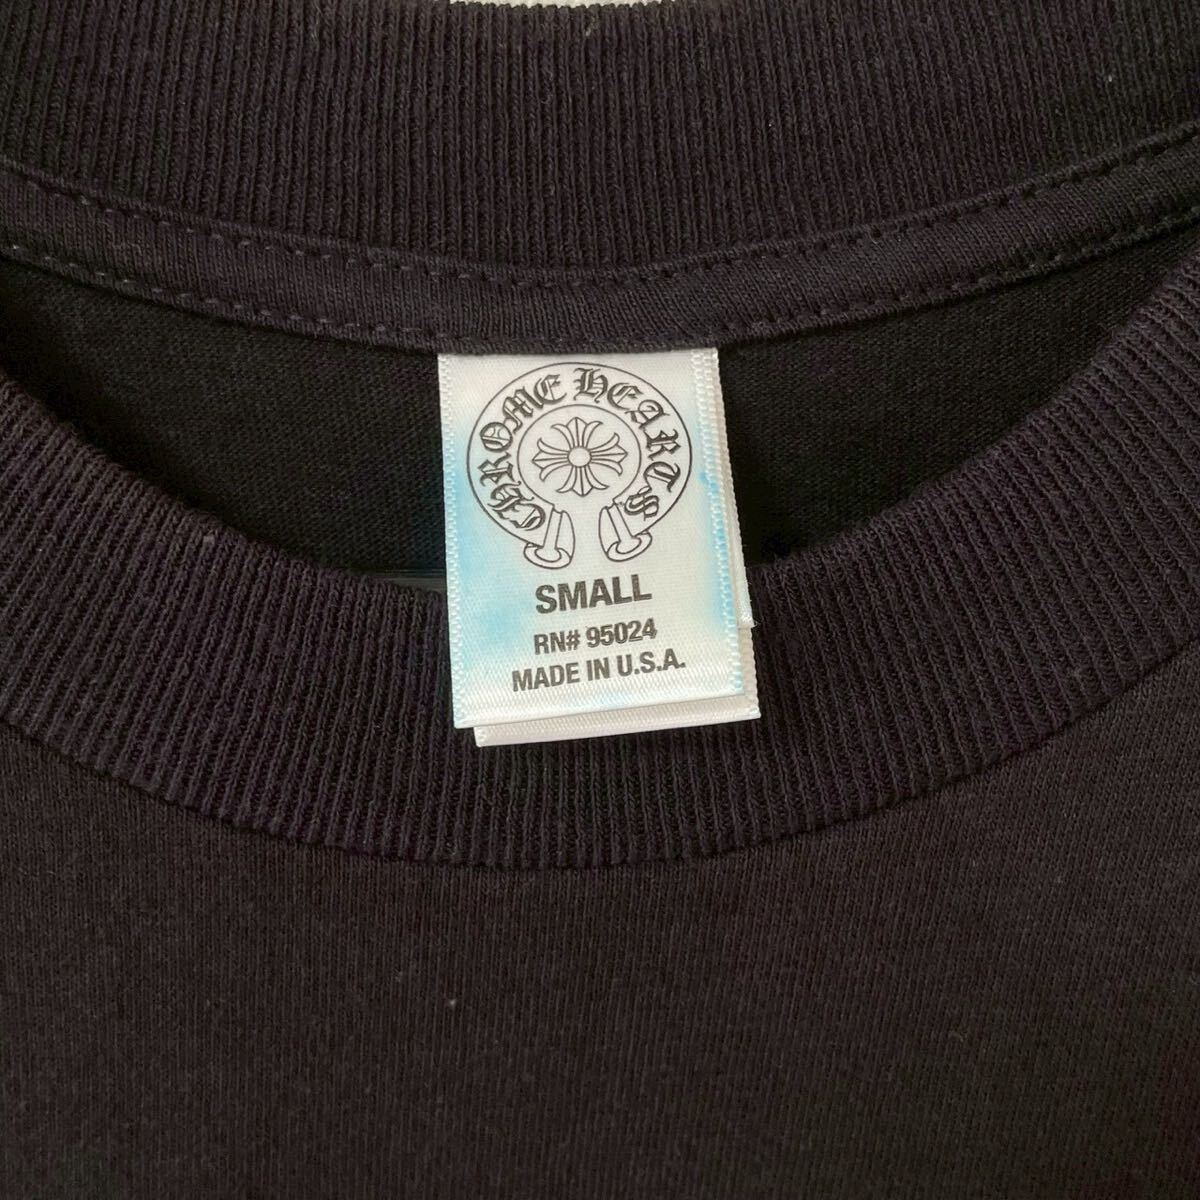 CHROME HEARTS
SMALL
RN# 95024
MADE IN U.S.A.